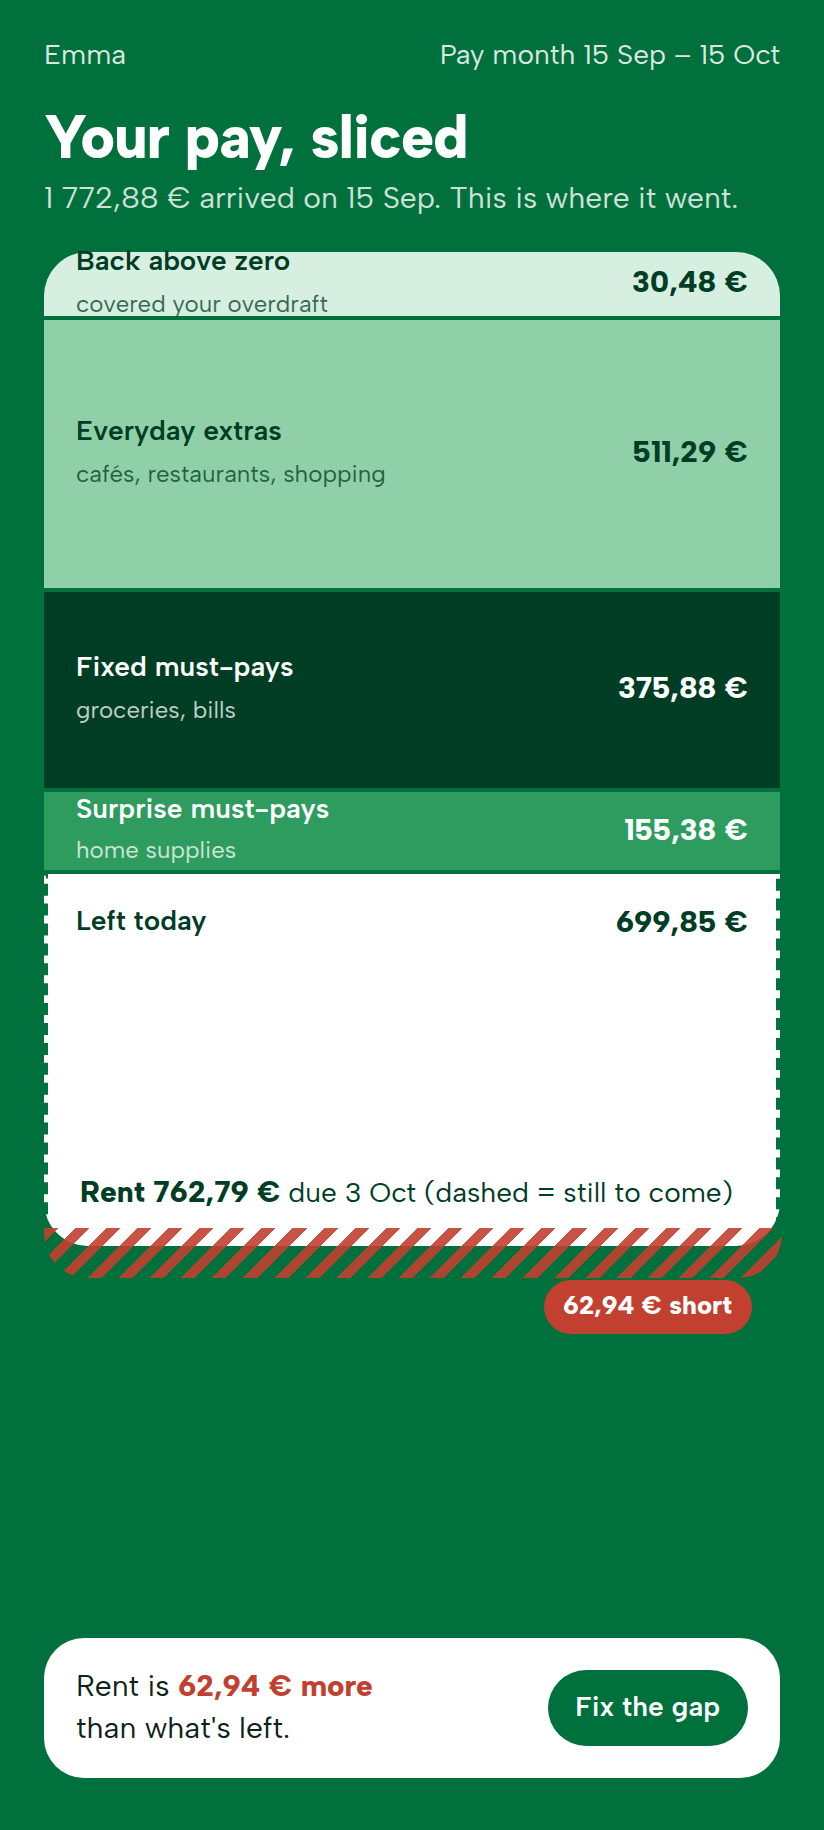 Emma
Pay month 15 Sep – 15 Oct
Your pay, sliced
1 772,88 € arrived on 15 Sep. This is where it went.
Back above zero
covered your overdraft
30,48 €
Everyday extras
cafés, restaurants, shopping
511,29 €
Fixed must-pays
groceries, bills
375,88 €
Surprise must-pays
home supplies
155,38 €
Left today
699,85 €
Rent 762,79 € due 3 Oct (dashed = still to come)
62,94 € short
Rent is 62,94 € more
than what's left.
Fix the gap